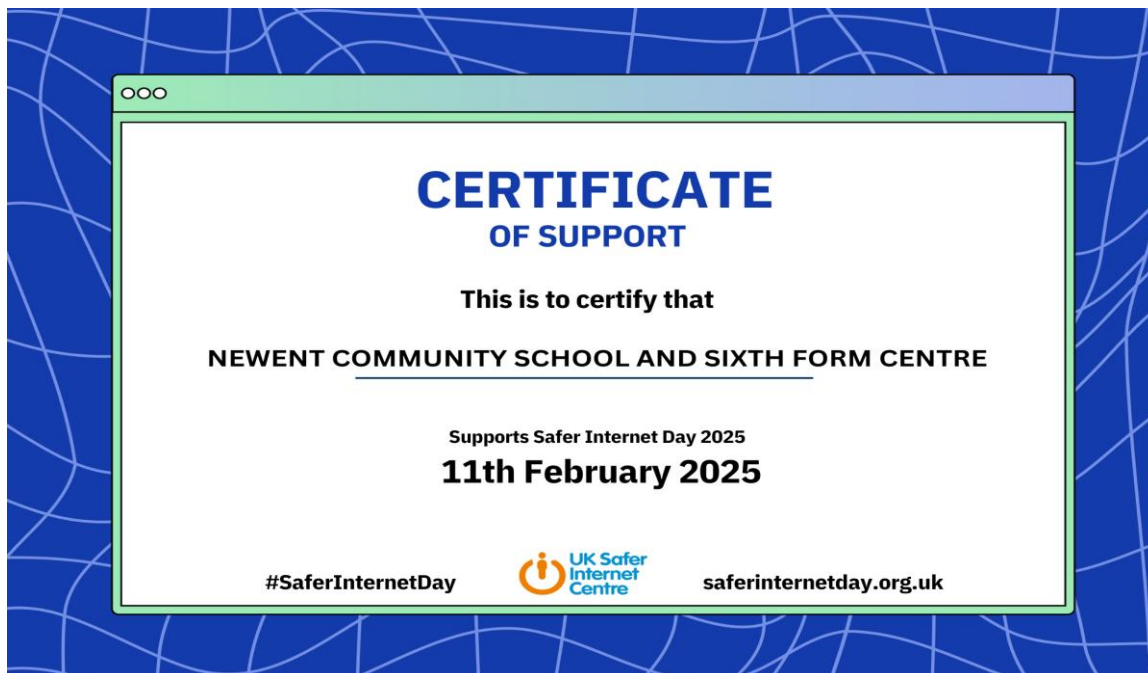 CERTIFICATE
OF SUPPORT
This is to certify that
NEWENT COMMUNITY SCHOOL AND SIXTH FORM CENTRE
Supports Safer Internet Day 2025
11th February 2025
#SaferInternetDay
UK Safer
Internet
Centre
saferinternetday.org.uk